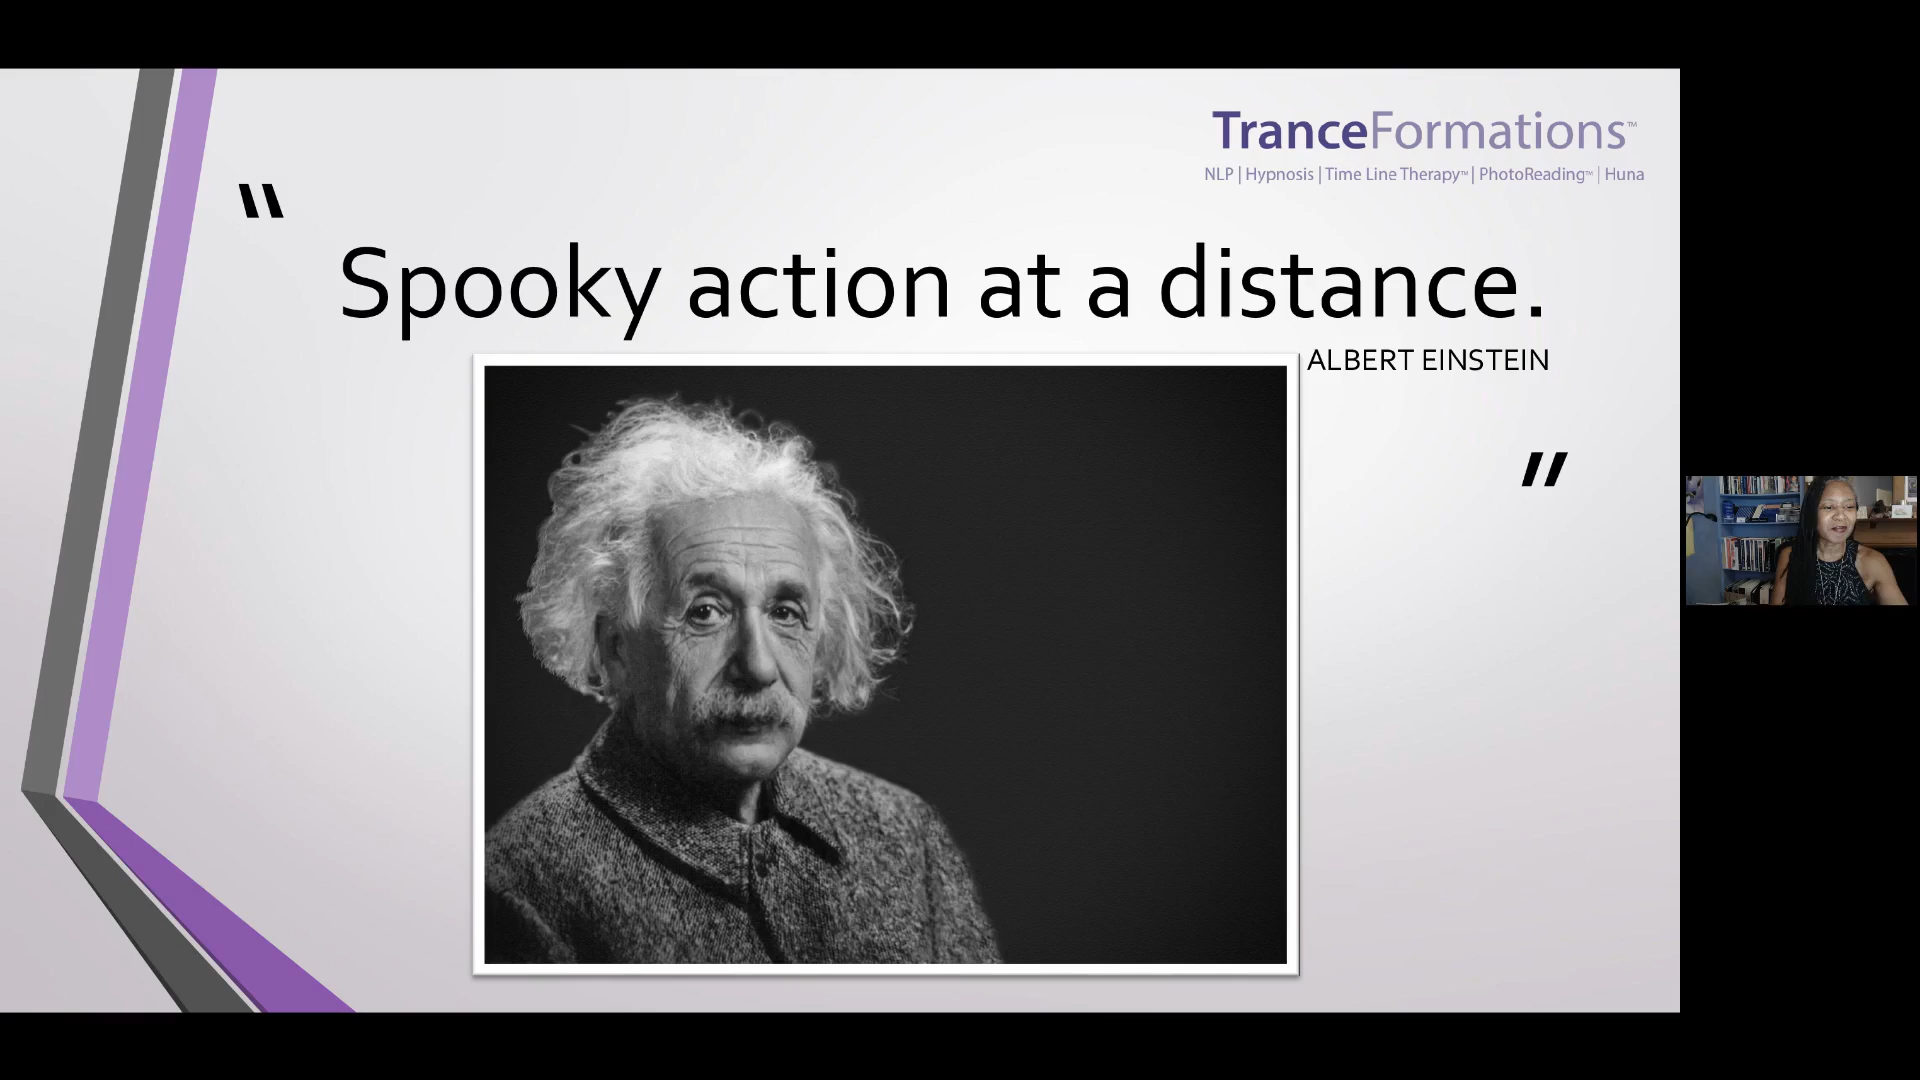 TranceFormations™
NLP | Hypnosis | Time Line Therapy™ | PhotoReading™ | Huna
“
Spooky action at a distance.
ALBERT EINSTEIN
”